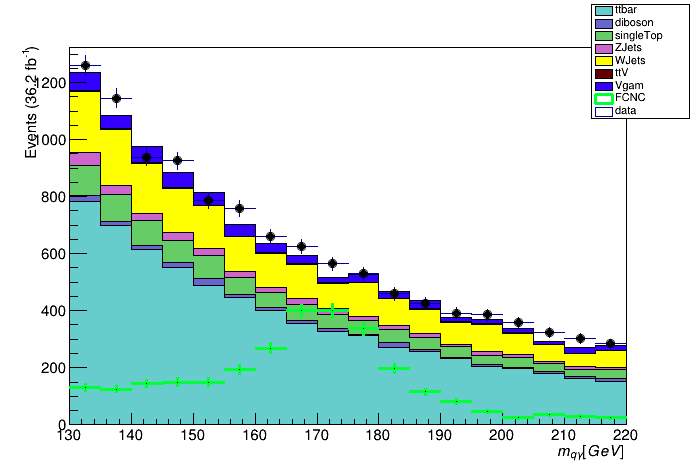 ttbar
diboson
singleTop
ZJets
WJets
ttV
Vgam
FCNC
data
Events (36.2 fb⁻¹)
1200
1000
800
600
400
200
0
130 140 150 160 170 180 190 200 210 220
m_qγ[GeV]